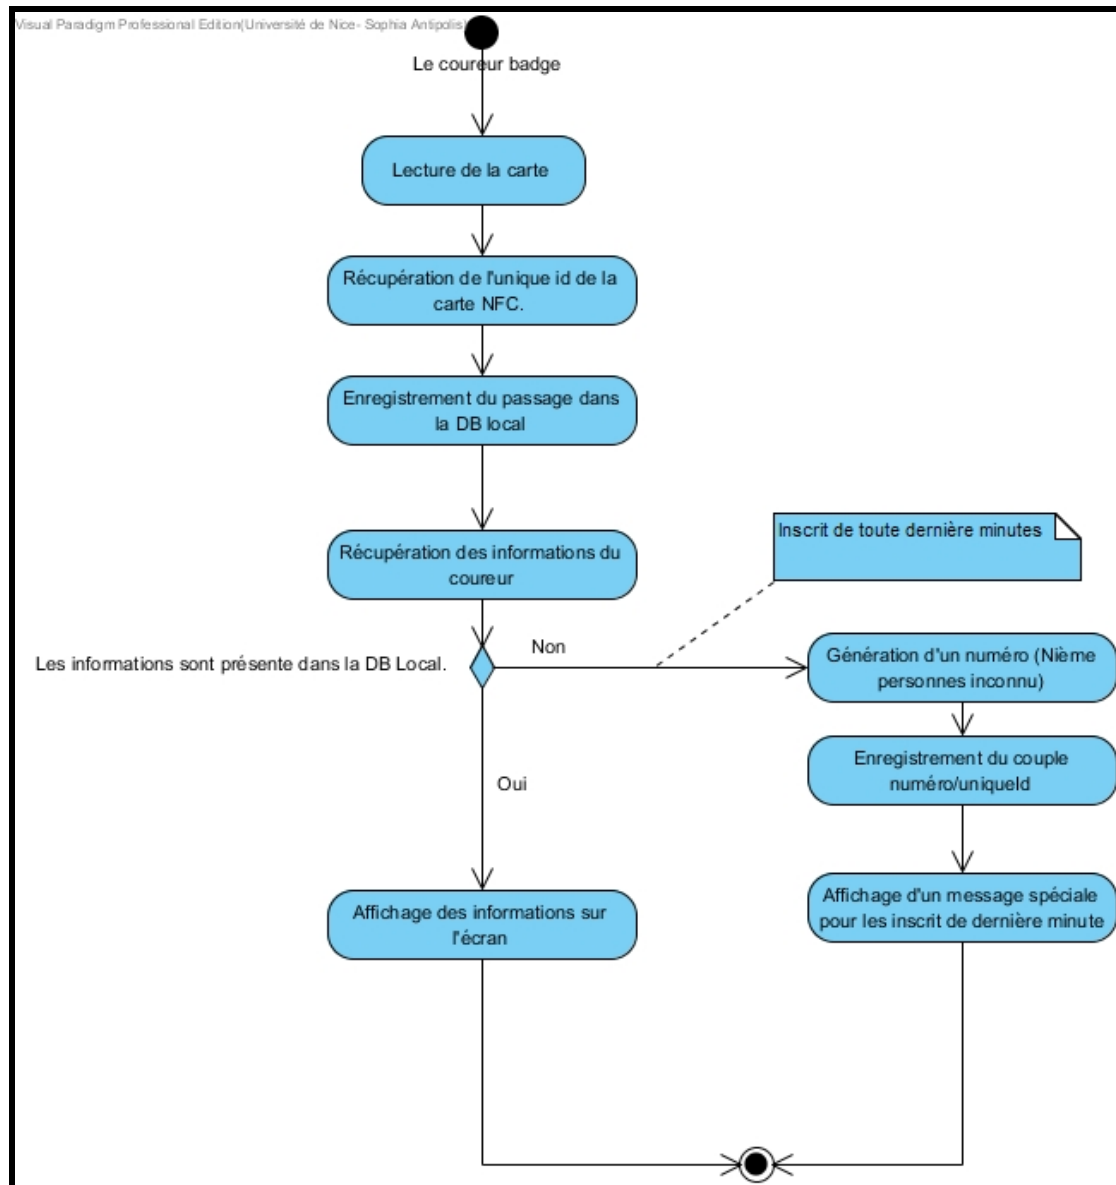 Visual Paradigm Professional Edition(Université de Nice- Sophia Antipolis)
Le coureur badge
Lecture de la carte
Récupération de l'unique id de la
carte NFC.
Enregistrement du passage dans
la DB local
Récupération des informations du
coureur
Inscrit de toute dernière minutes
Les informations sont présente dans la DB Local.
Non
Génération d'un numéro (Nième
personnes inconnu)
Enregistrement du couple
numéro/uniqueId
Oui
Affichage d'un message spéciale
pour les inscrit de dernière minute
Affichage des informations sur
l'écran